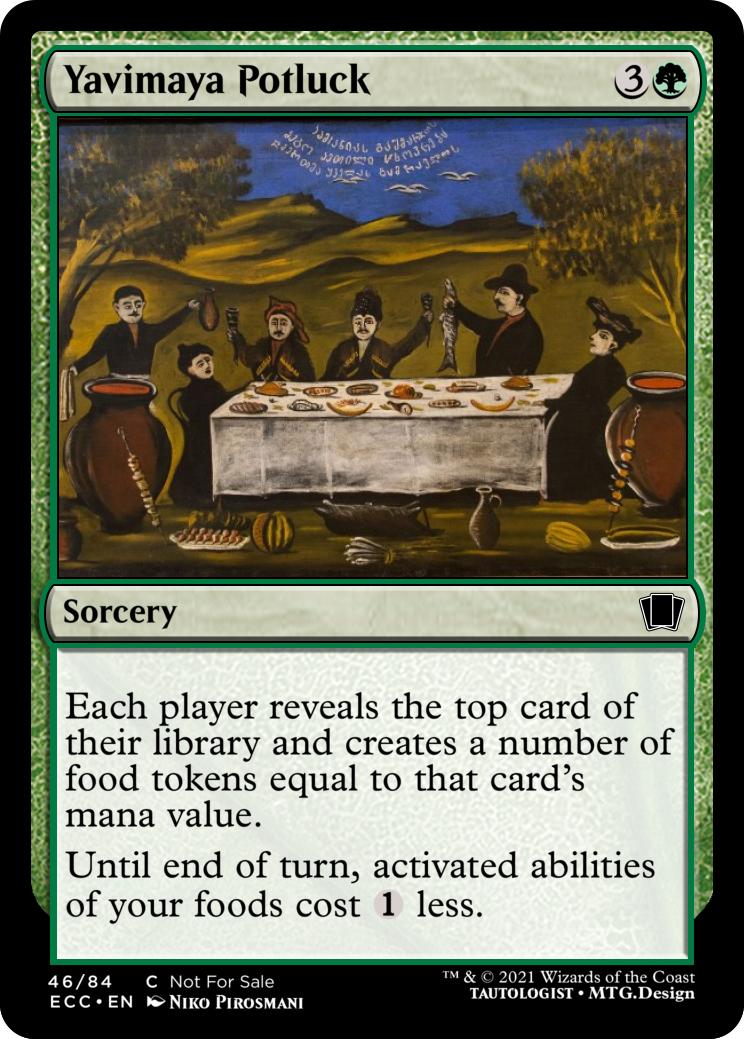 Yavimaya Potluck 3
Sorcery
Each player reveals the top card of
their library and creates a number of
food tokens equal to that card's
mana value.
Until end of turn, activated abilities
of your foods cost 1 less.
46/84 C Not For Sale
ECC • EN NIKO PIROSMANI
™ & © 2021 Wizards of the Coast
TAUTOLOGIST • MTG.Design